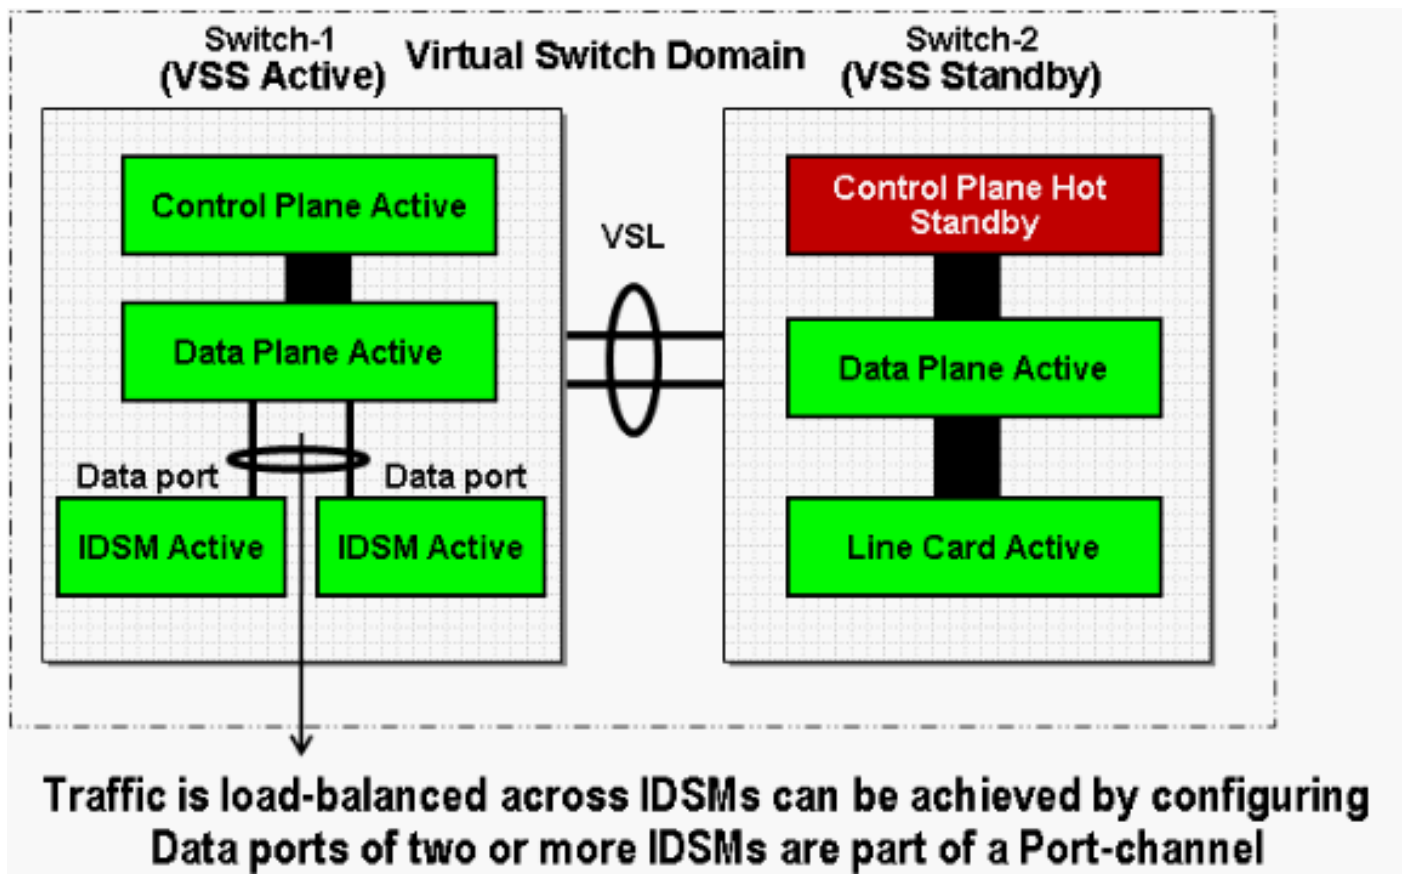 Switch-1
(VSS Active)
Virtual Switch Domain
Switch-2
(VSS Standby)
Control Plane Active
Data Plane Active
Data port
Data port
IDSM Active
IDSM Active
VSL
Control Plane Hot
Standby
Data Plane Active
Line Card Active
Traffic is load-balanced across IDSMs can be achieved by configuring
Data ports of two or more IDSMs are part of a Port-channel